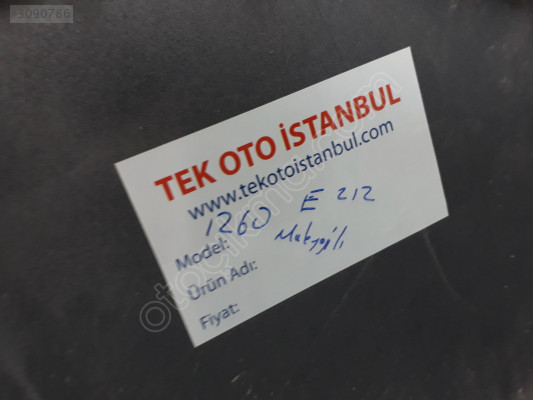 #3090786
TEK OTO İSTANBUL
www.tekotoistanbul.com
1260 E 212
Model:
Ürün Adı:
Fiyat: